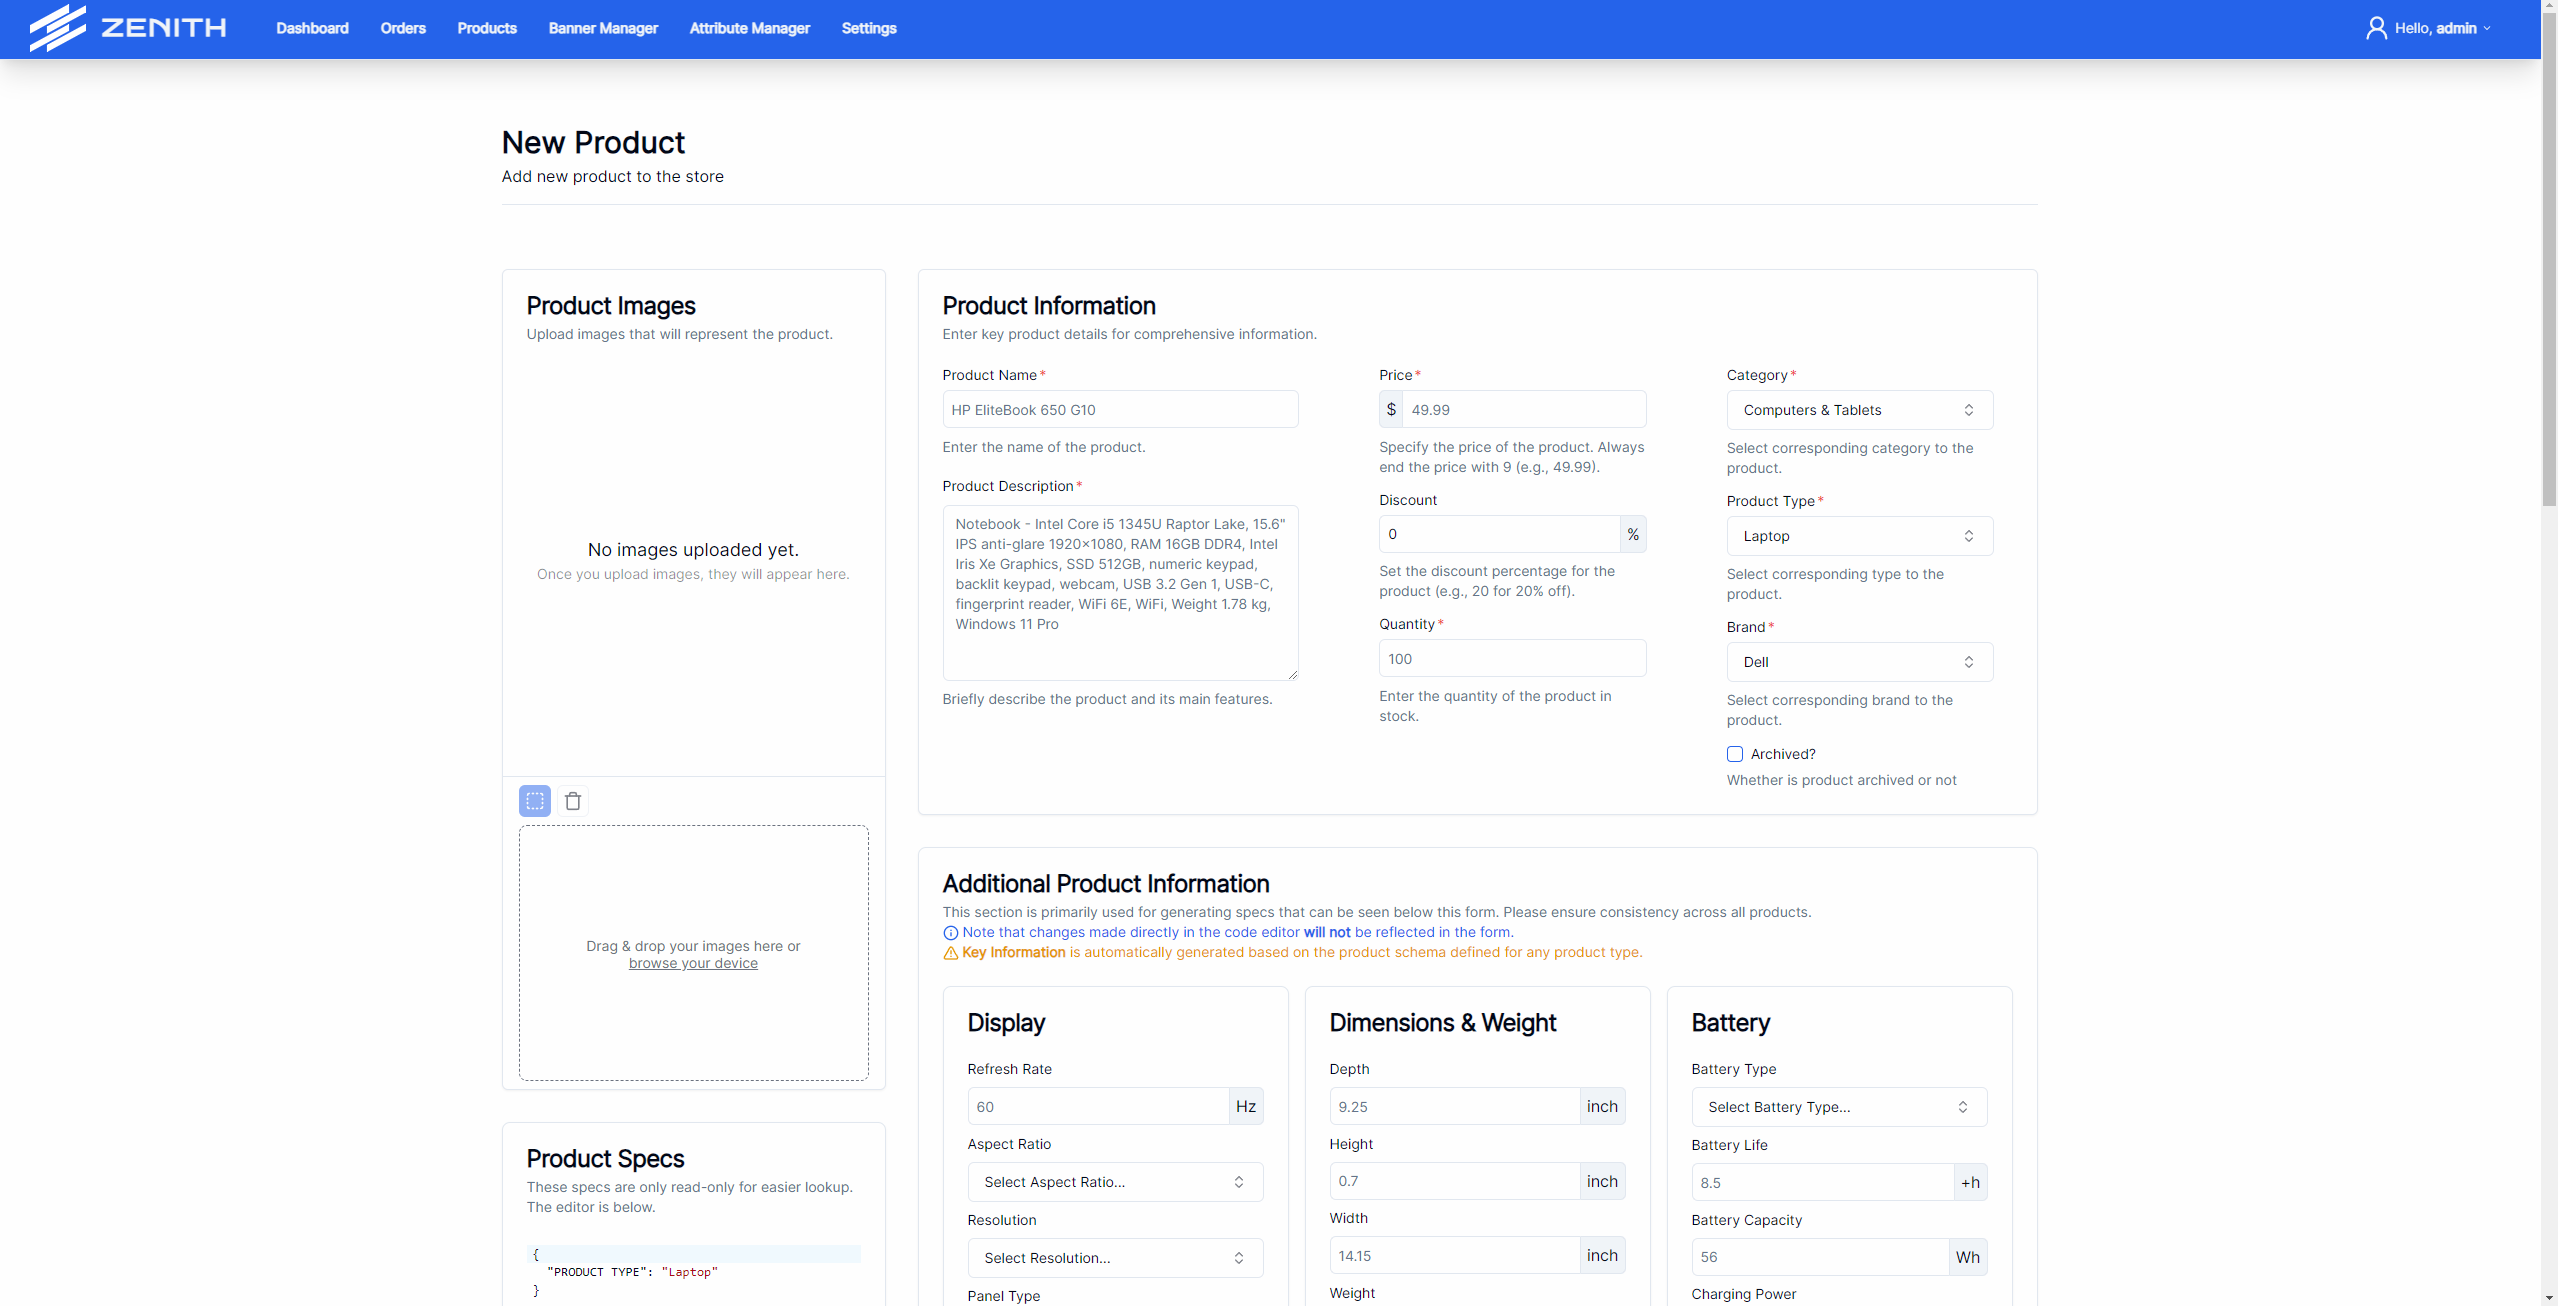 ZENITH
Dashboard
Orders
Products
Banner Manager
Attribute Manager
Settings
Hello, admin
New Product
Add new product to the store
Product Images
Upload images that will represent the product.
No images uploaded yet.
Once you upload images, they will appear here.
Drag & drop your images here or
browse your device
Product Specs
These specs are only read-only for easier lookup.
The editor is below.
{
"PRODUCT TYPE": "Laptop"
}
Product Information
Enter key product details for comprehensive information.
Product Name*
HP EliteBook 650 G10
Enter the name of the product.
Product Description*
Notebook - Intel Core i5 1345U Raptor Lake, 15.6"
IPS anti-glare 1920×1080, RAM 16GB DDR4, Intel
Iris Xe Graphics, SSD 512GB, numeric keypad,
backlit keypad, webcam, USB 3.2 Gen 1, USB-C,
fingerprint reader, WiFi 6E, WiFi, Weight 1.78 kg,
Windows 11 Pro
Briefly describe the product and its main features.
Price*
$ 49.99
Specify the price of the product. Always
end the price with 9 (e.g., 49.99).
Discount
0 %
Set the discount percentage for the
product (e.g., 20 for 20% off).
Quantity*
100
Enter the quantity of the product in
stock.
Category*
Computers & Tablets
Select corresponding category to the
product.
Product Type*
Laptop
Select corresponding type to the
product.
Brand*
Dell
Select corresponding brand to the
product.
Archived?
Whether is product archived or not
Additional Product Information
This section is primarily used for generating specs that can be seen below this form. Please ensure consistency across all products.
Note that changes made directly in the code editor will not be reflected in the form.
Key Information is automatically generated based on the product schema defined for any product type.
Display
Refresh Rate
60 Hz
Aspect Ratio
Select Aspect Ratio...
Resolution
Select Resolution...
Panel Type
Dimensions & Weight
Depth
9.25 inch
Height
0.7 inch
Width
14.15 inch
Weight
Battery
Battery Type
Select Battery Type...
Battery Life
8.5 +h
Battery Capacity
56 Wh
Charging Power